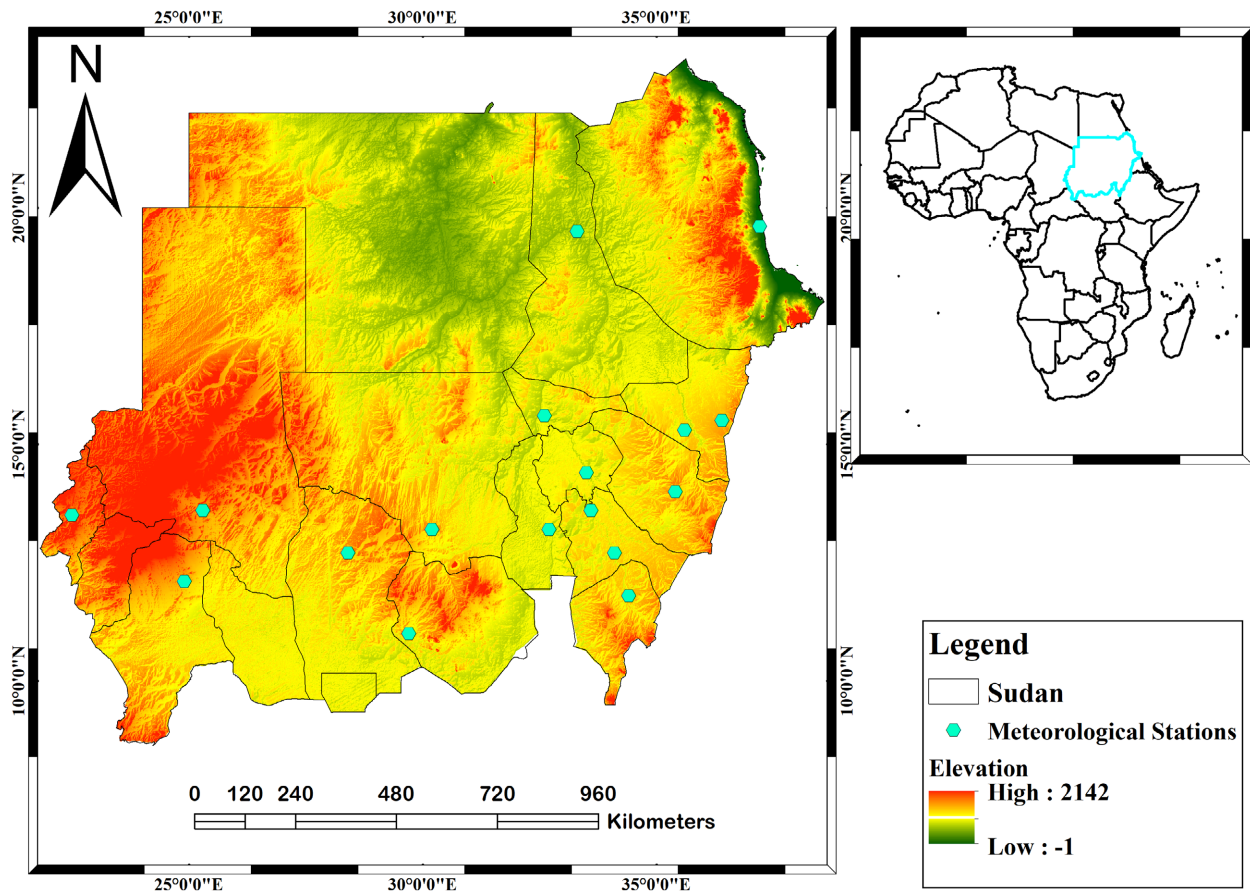 25°0'0"E 30°0'0"E 35°0'0"E
N
20°0'0"N 20°0'0"N
15°0'0"N 15°0'0"N
10°0'0"N 10°0'0"N
0 120 240 480 720 960
Kilometers
25°0'0"E 30°0'0"E 35°0'0"E
Legend
Sudan
Meteorological Stations
Elevation
High : 2142
Low : -1